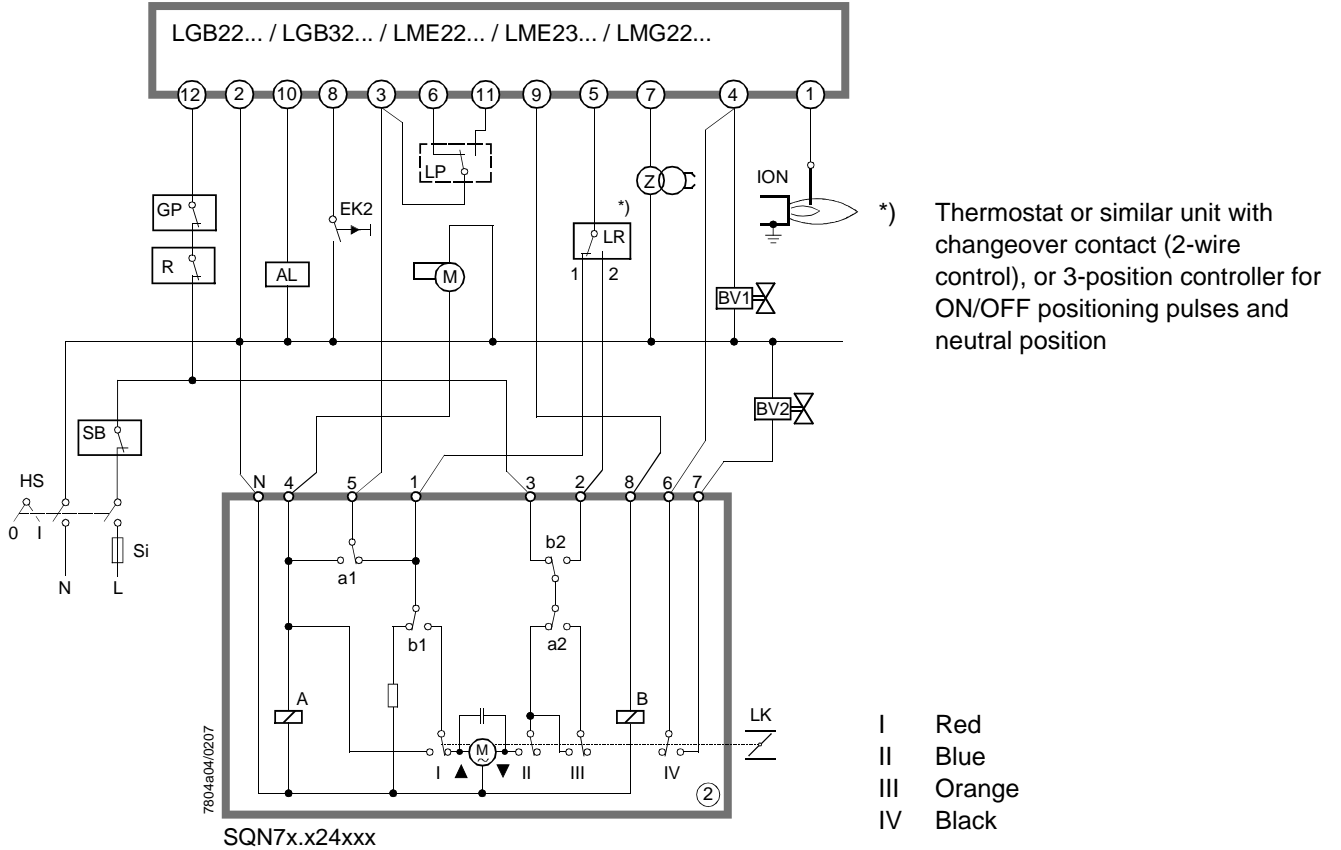 LGB22... / LGB32... / LME22... / LME23... / LMG22...
12 2 10 8 3 6 11 9 5 7 4 1
LP
Z
ION
GP
EK2
*)
LR
R
AL
M
1 2
BV1
*) Thermostat or similar unit with
changeover contact (2-wire
control), or 3-position controller for
ON/OFF positioning pulses and
neutral position
BV2
SB
HS
0 I
Si
N L
N 4 5 1 3 2 8 6 7
b2
a1
b1 a2
A B
LK
M
~
I ▲ ▼ II III IV
2
7804a04/0207
SQN7x.x24xxx
I Red
II Blue
III Orange
IV Black